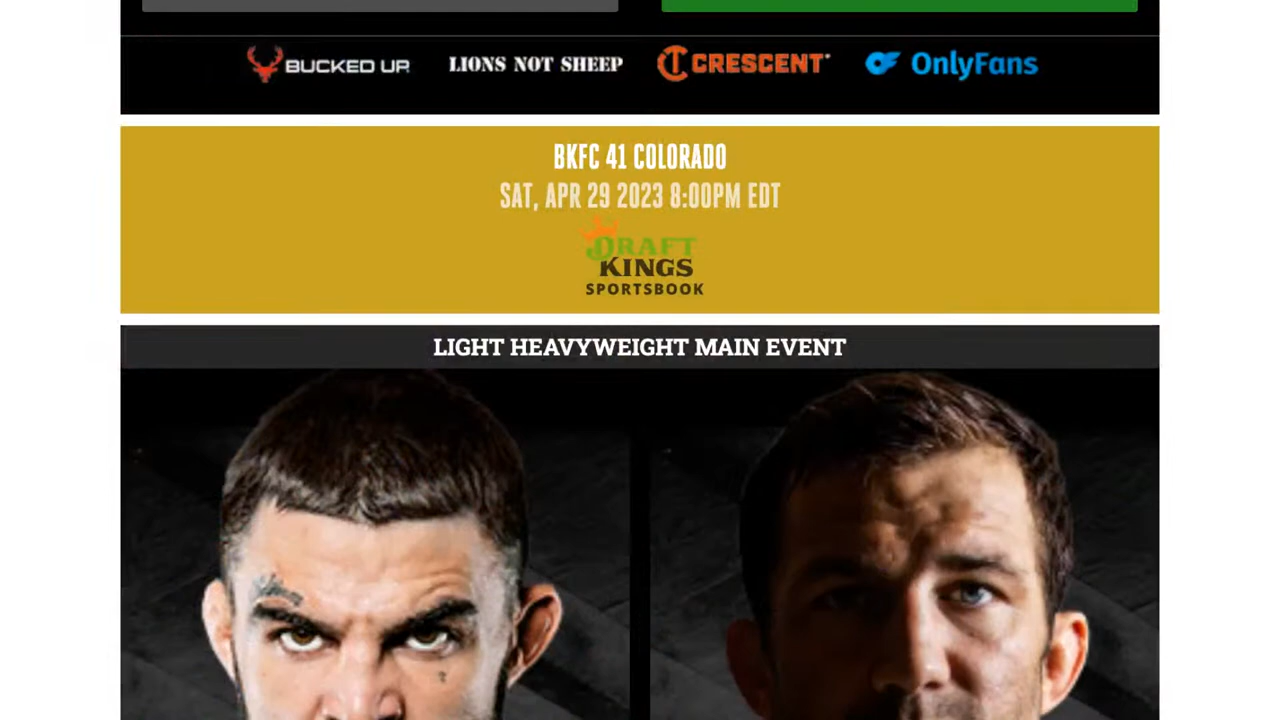 BUCKED UP LIONS NOT SHEEP CRESCENT OnlyFans
BKFC 41 COLORADO
SAT, APR 29 2023 8:00PM EDT
DRAFT
KINGS
SPORTSBOOK
LIGHT HEAVYWEIGHT MAIN EVENT